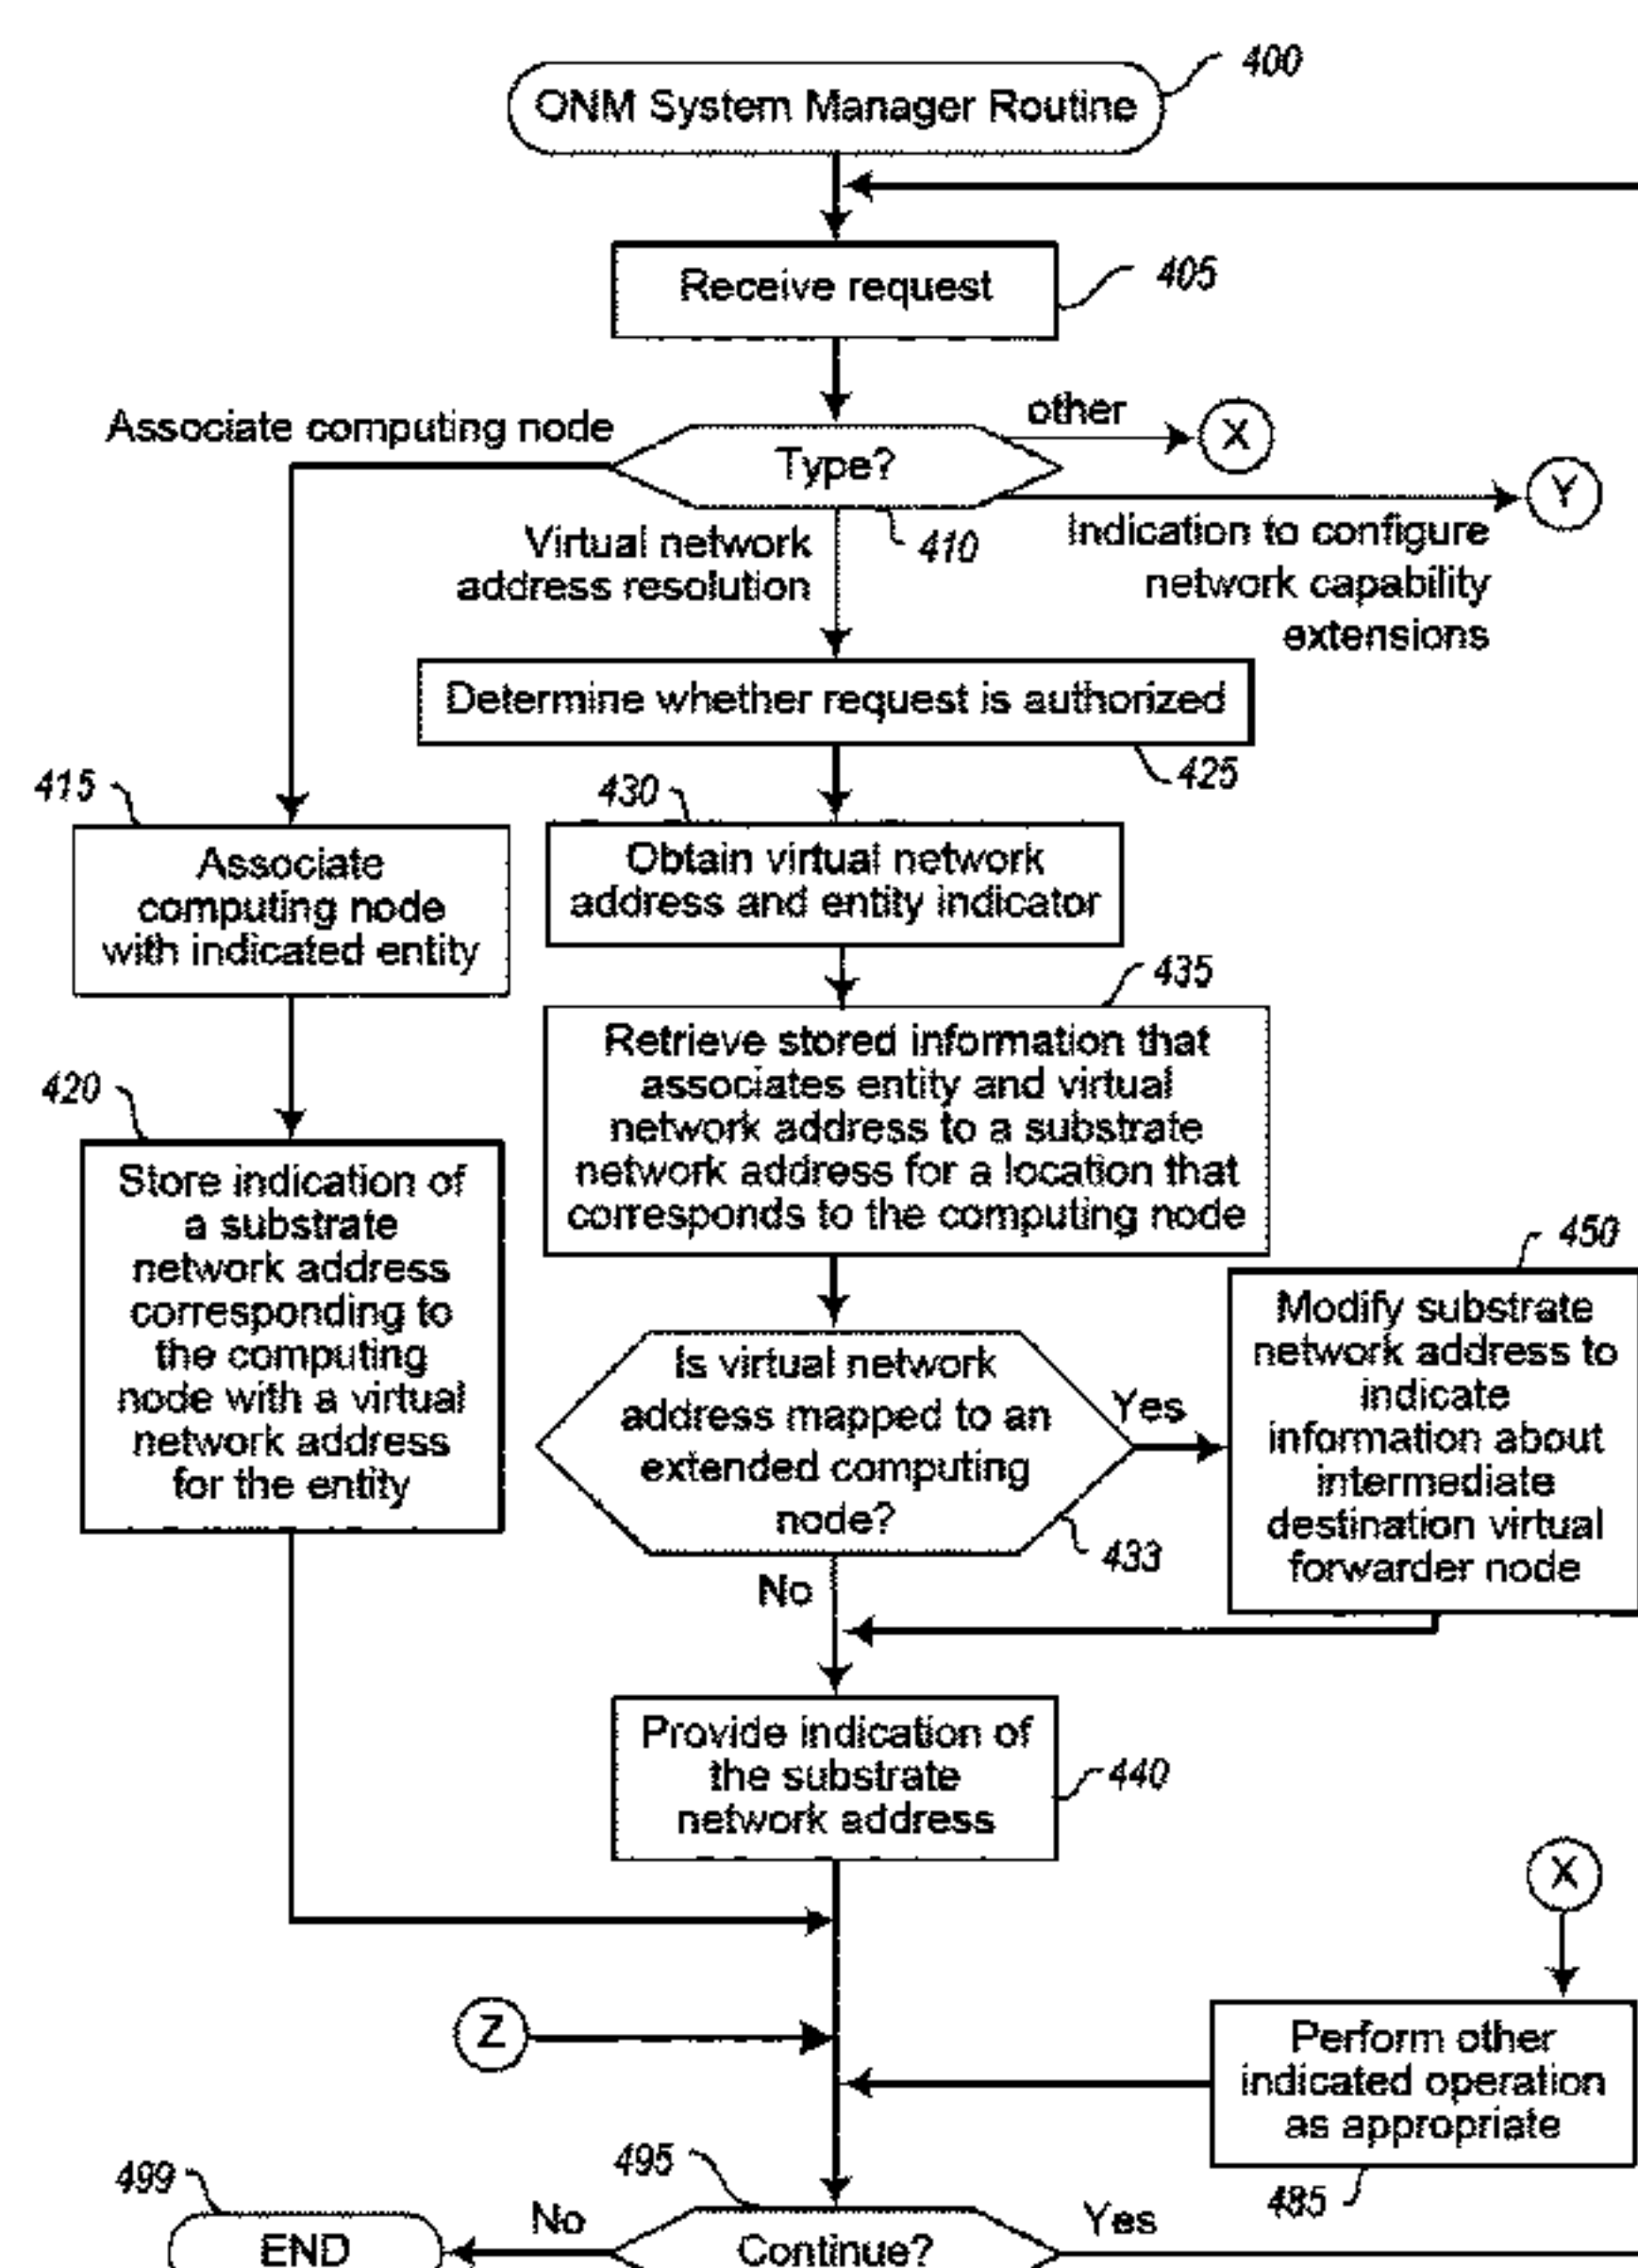 400
ONM System Manager Routine
Receive request
405
Associate computing node
other
X
Type?
Y
410
Virtual network
address resolution
Indication to configure
network capability
extensions
Determine whether request is authorized
425
415
430
Associate
computing node
with indicated entity
Obtain virtual network
address and entity indicator
435
Retrieve stored information that
associates entity and virtual
network address to a substrate
network address for a location that
corresponds to the computing node
420
Store indication of
a substrate
network address
corresponding to
the computing
node with a virtual
network address
for the entity
450
Modify substrate
network address to
indicate
information about
intermediate
destination virtual
forwarder node
Is virtual network
address mapped to an
extended computing
node?
Yes
433
No
Provide indication of
the substrate
network address
440
X
Z
Perform other
indicated operation
as appropriate
485
495
499
No
Yes
END
Continue?